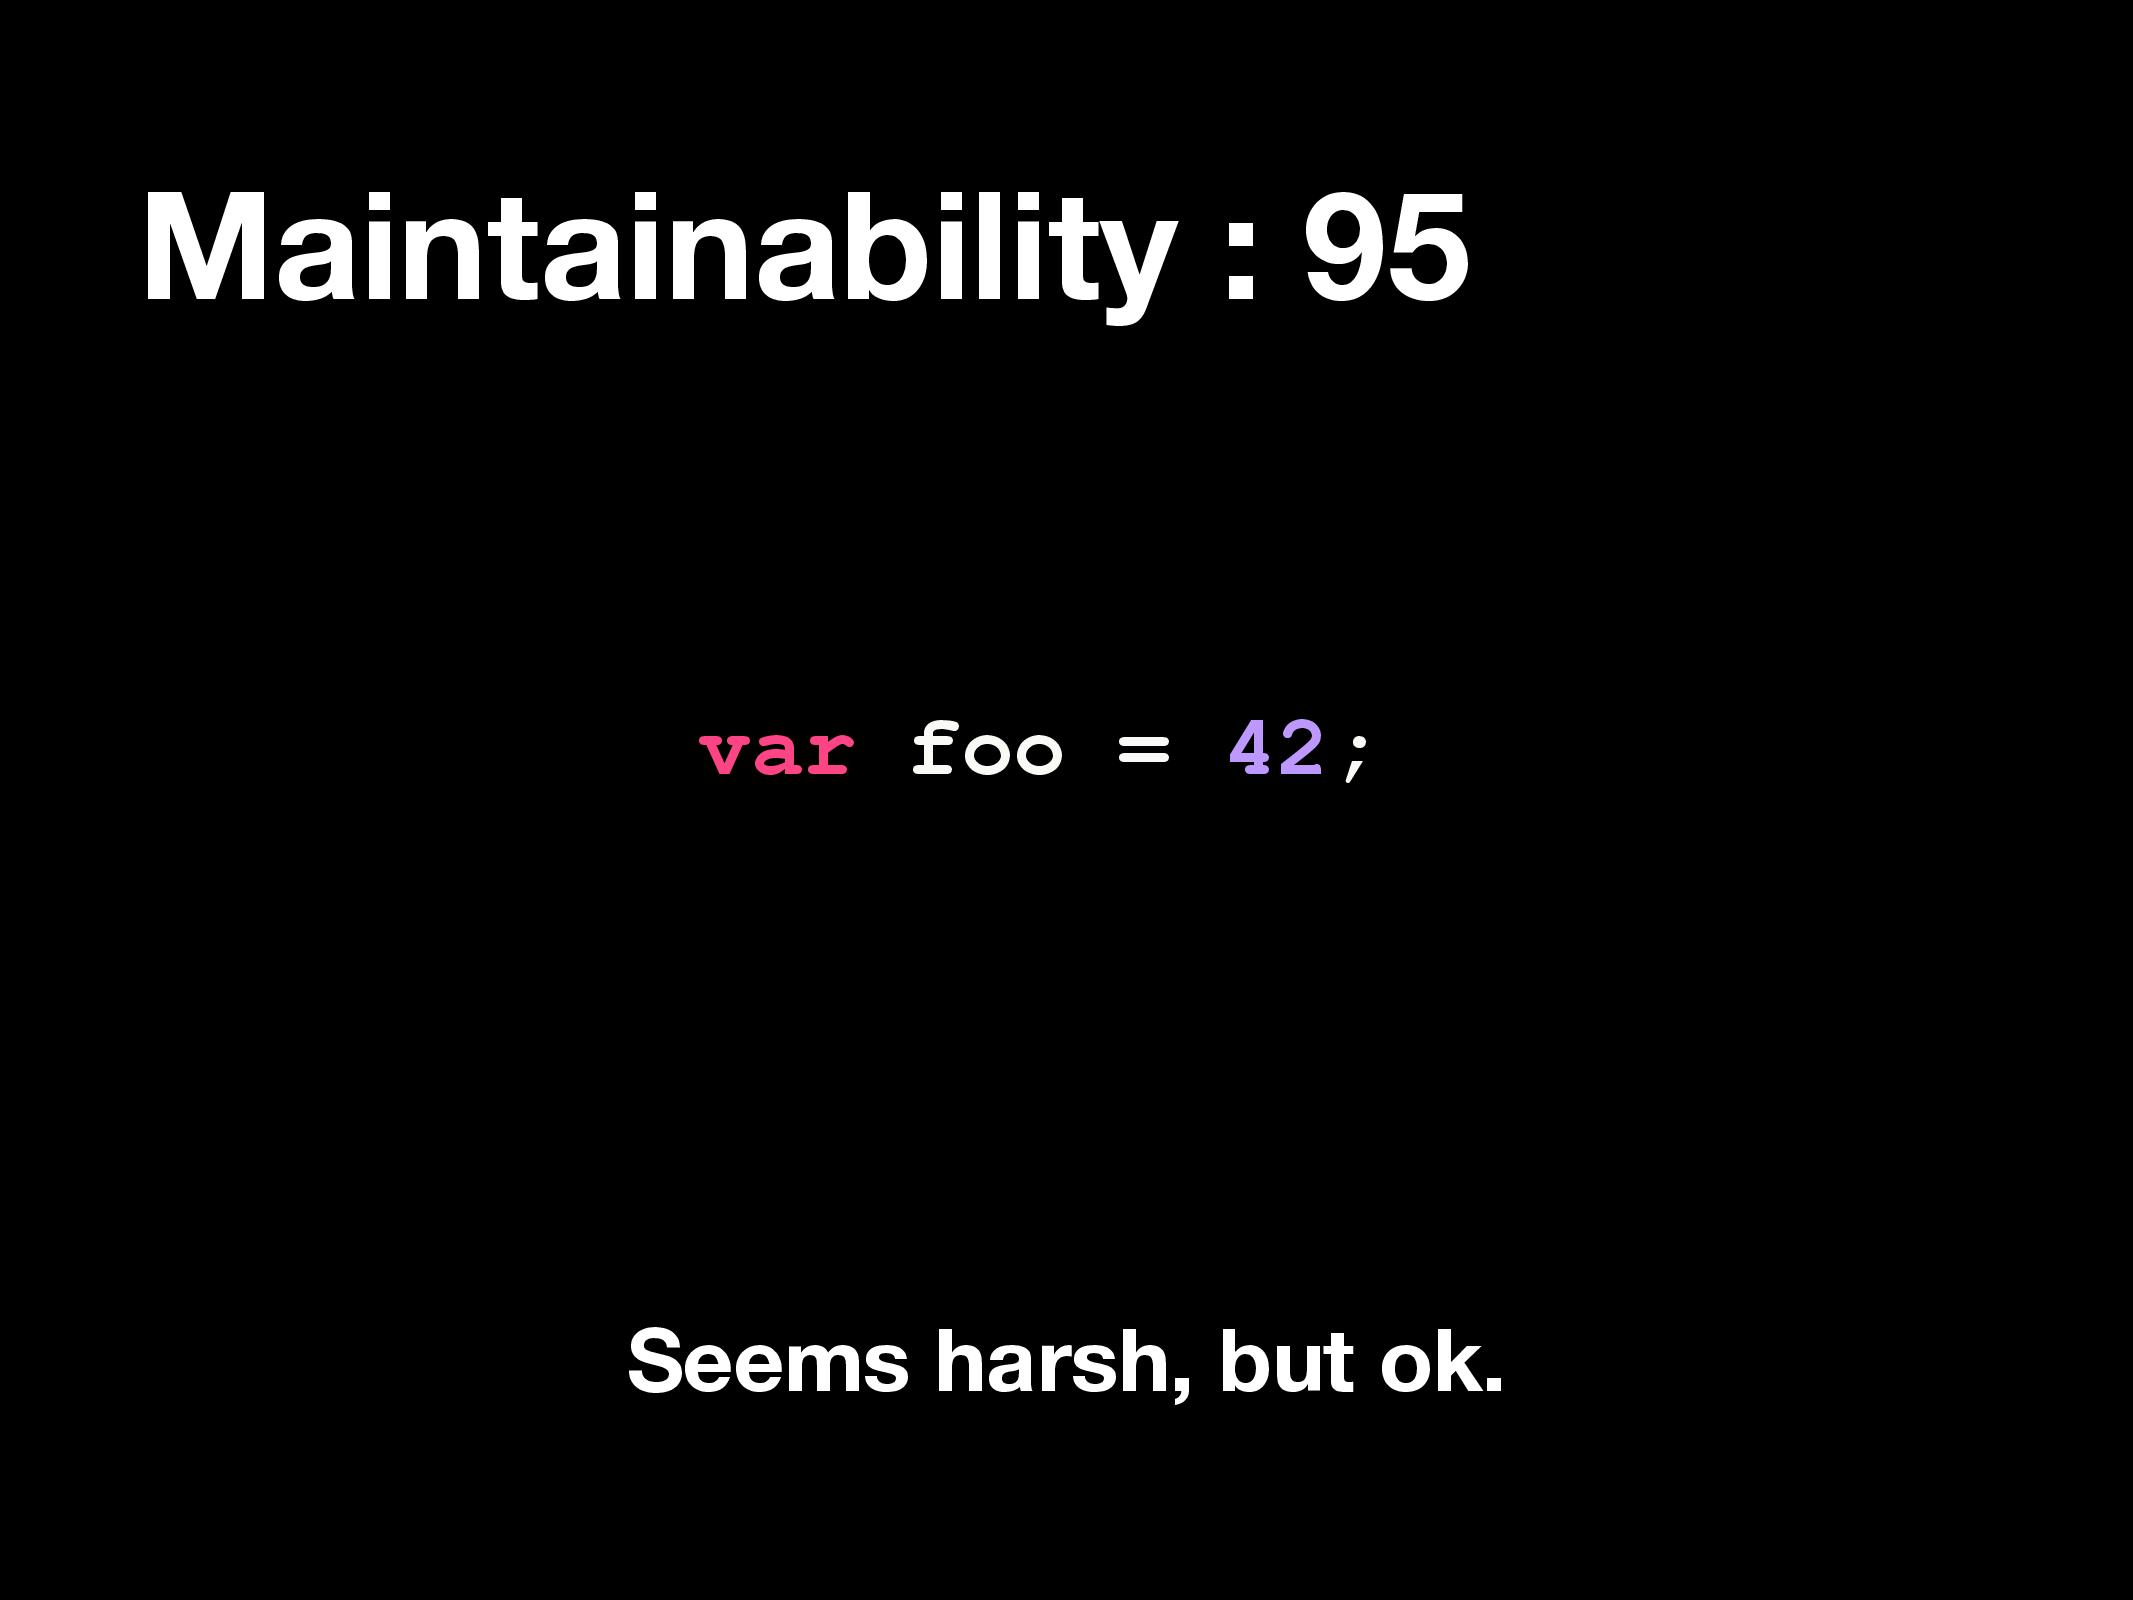 Maintainability : 95
var foo = 42;
Seems harsh, but ok.